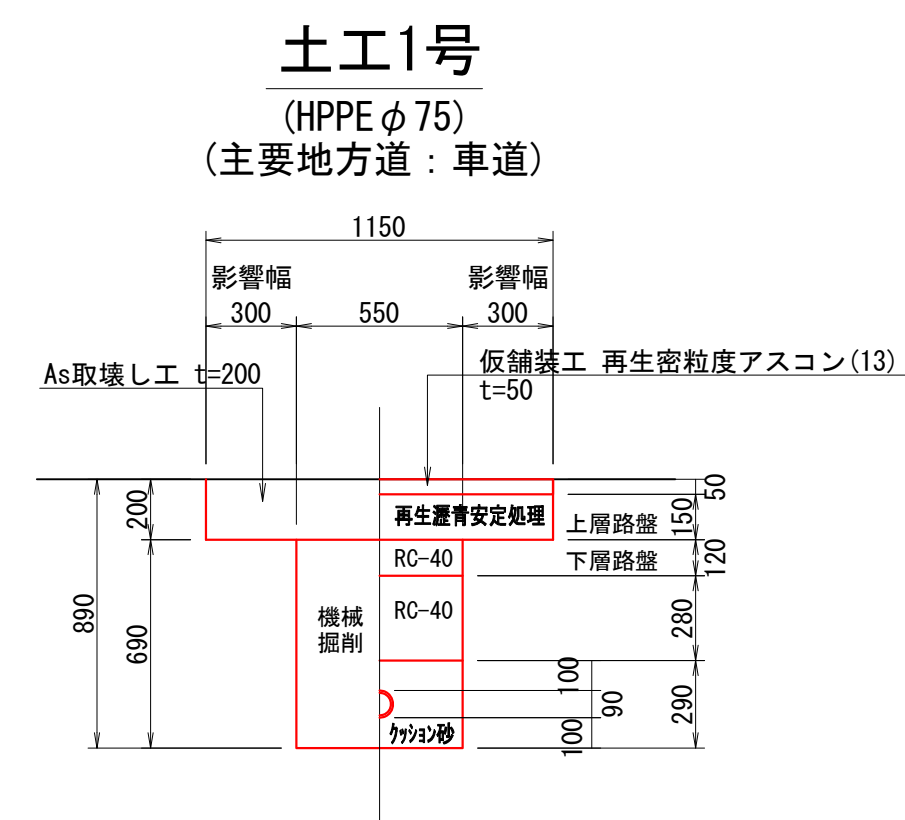 土工1号
(HPPEφ75)
(主要地方道：車道)
1150
影響幅 影響幅
300 550 300
As取壊し工 t=200
仮舗装工 再生密粒度アスコン(13)
t=50
50
200
再生瀝青安定処理
上層路盤
150
RC-40
下層路盤
120
890
690
機械
掘削
RC-40
280
100
90
290
クッション砂
100